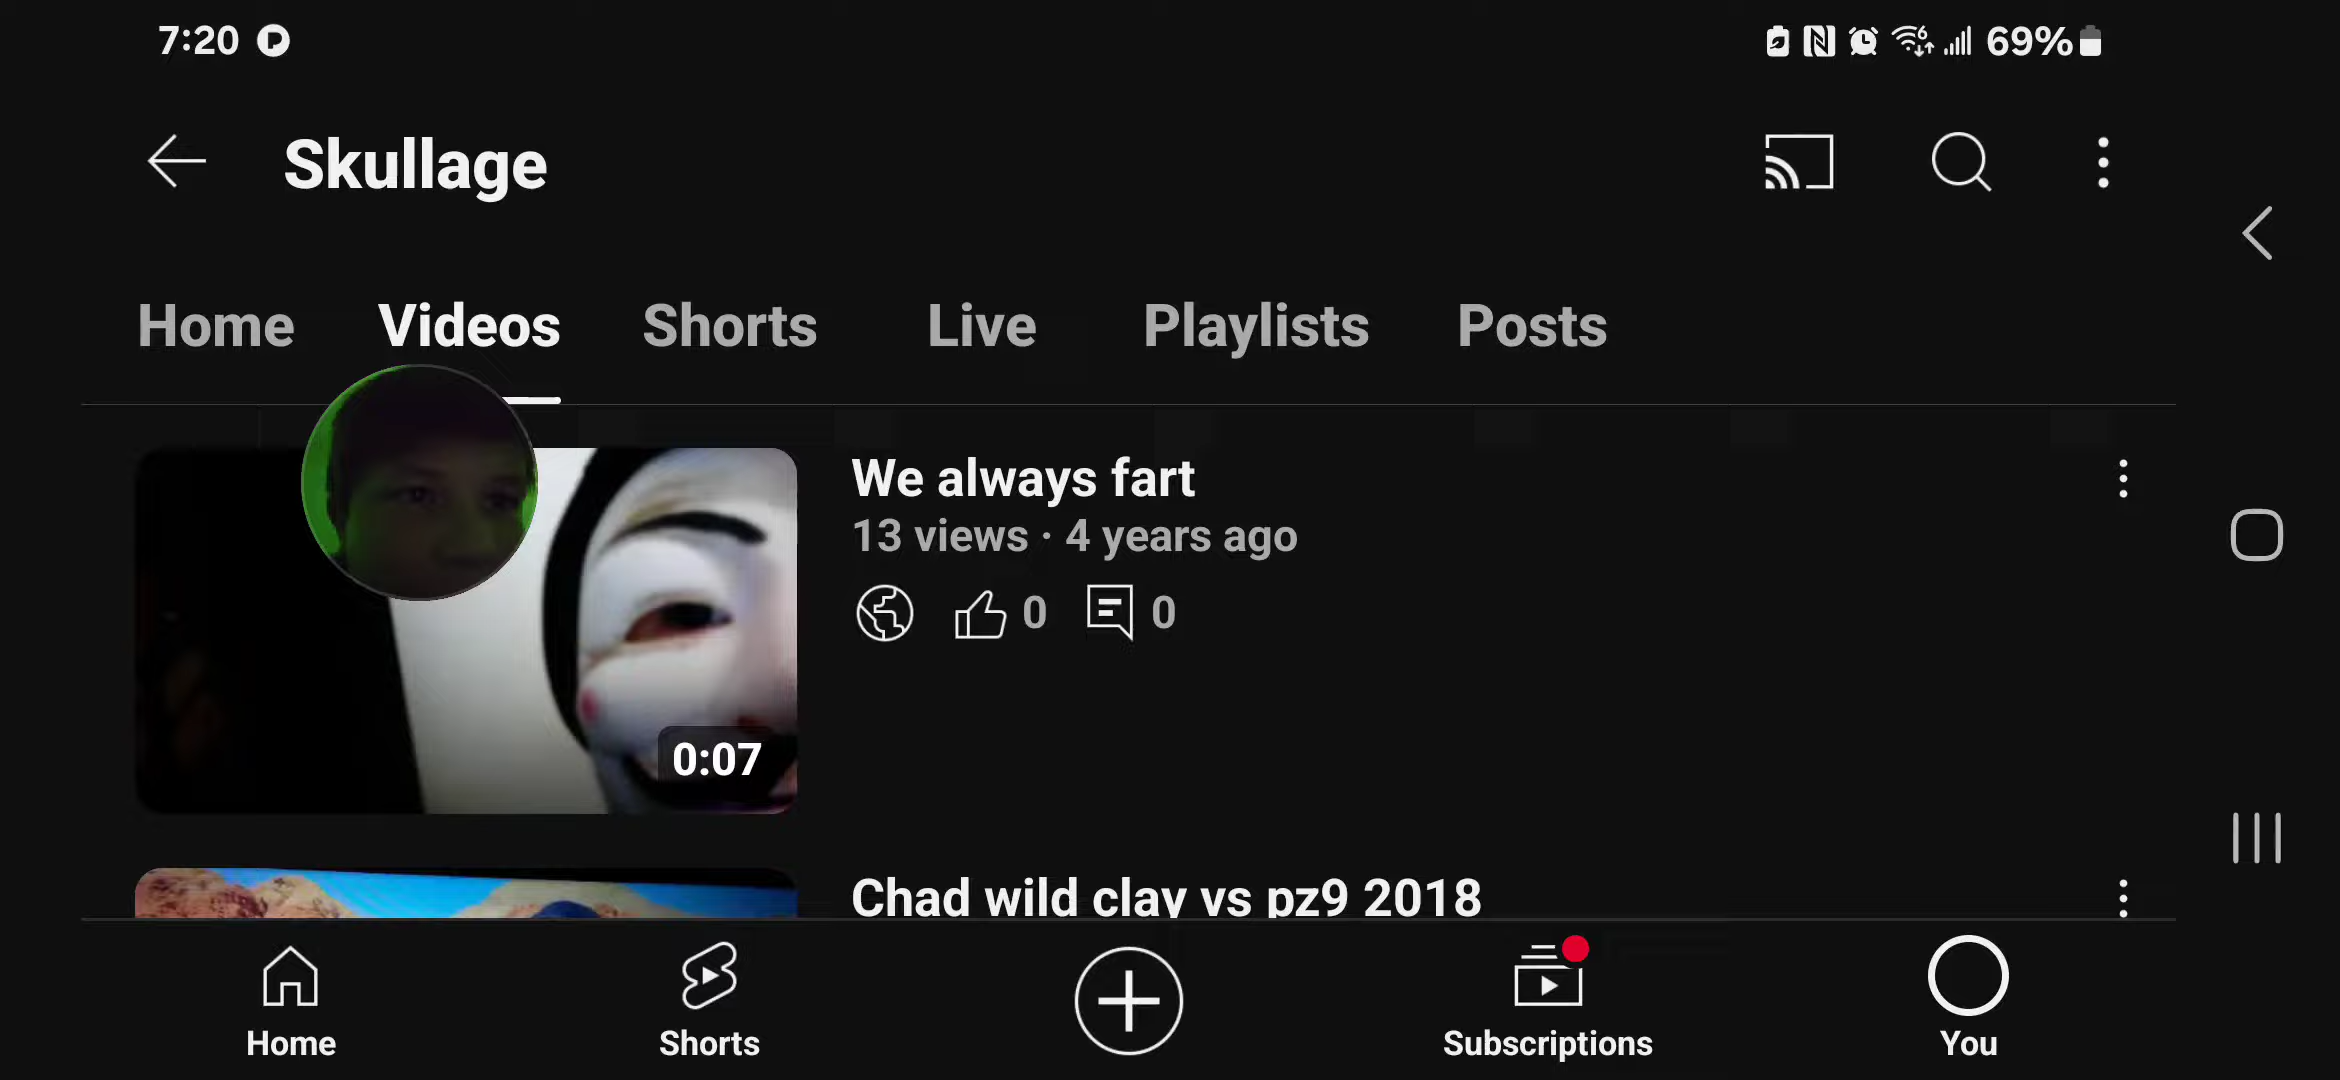 7:20
69%
Skullage
Home Videos Shorts Live Playlists Posts
We always fart
13 views · 4 years ago
0 0
0:07
Chad wild clay vs pz9 2018
Home Shorts Subscriptions You